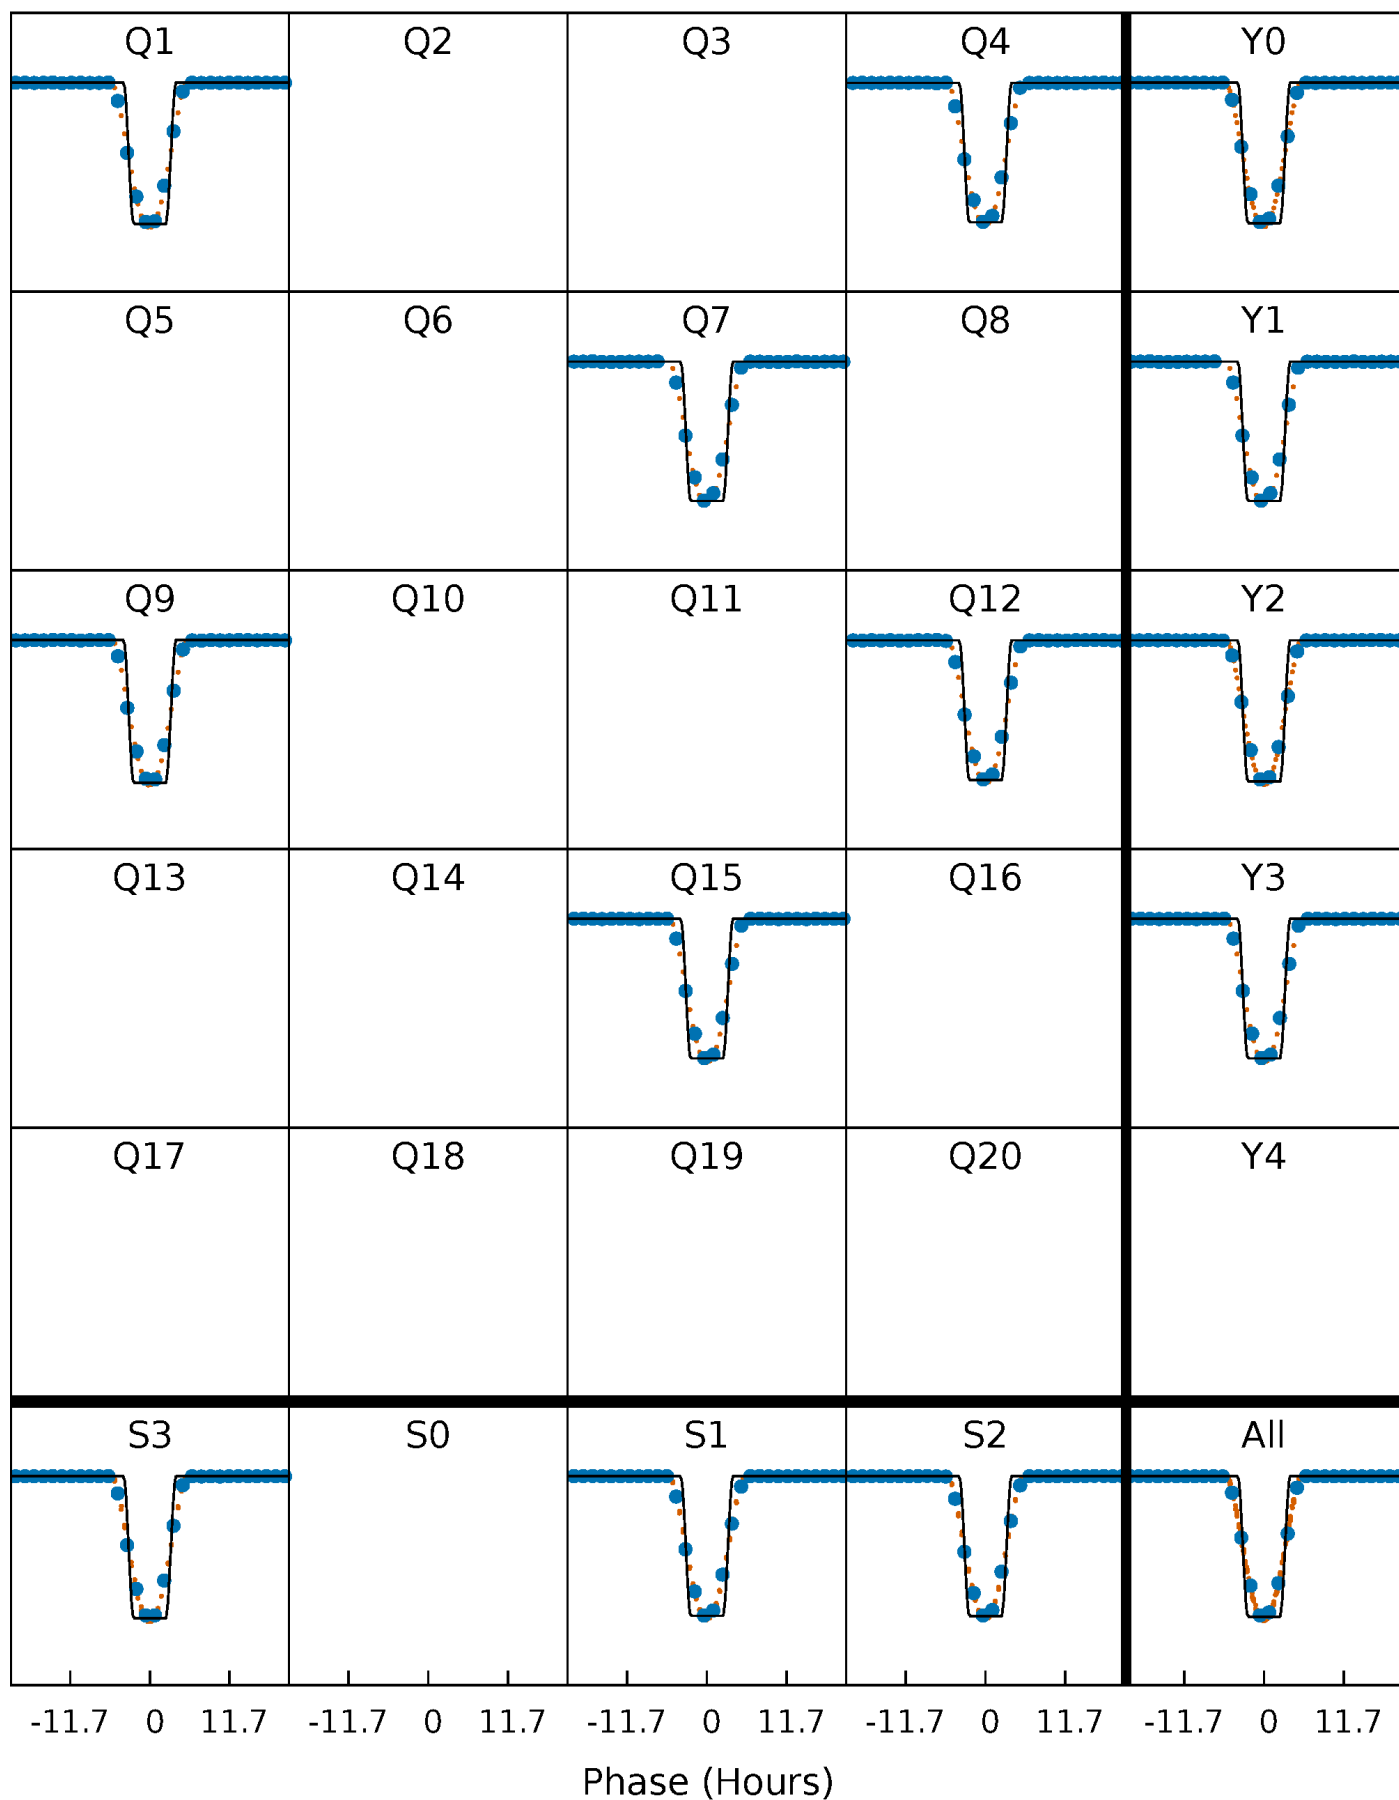 Q1 Q2 Q3 Q4 Y0
Q5 Q6 Q7 Q8 Y1
Q9 Q10 Q11 Q12 Y2
Q13 Q14 Q15 Q16 Y3
Q17 Q18 Q19 Q20 Y4
S3 S0 S1 S2 All
-11.7 0 11.7 -11.7 0 11.7 -11.7 0 11.7 -11.7 0 11.7 -11.7 0 11.7
Phase (Hours)